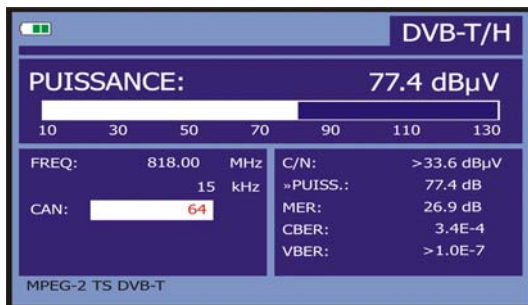 DVB-T/H
PUISSANCE: 77.4 dBµV
10 30 50 70 90 110 130
FREQ: 818.00 MHz
15 kHz
CAN: 64
C/N: >33.6 dBµV
»PUISS.: 77.4 dB
MER: 26.9 dB
CBER: 3.4E-4
VBER: >1.0E-7
MPEG-2 TS DVB-T